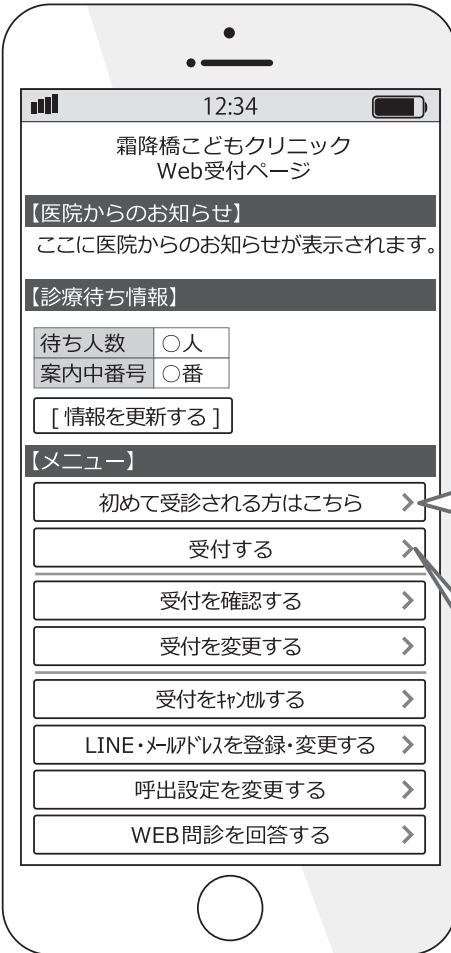 12:34
霜降橋こどもクリニック
Web受付ページ
【医院からのお知らせ】
ここに医院からのお知らせが表示されます。
【診療待ち情報】
待ち人数 ○人
案内中番号 ○番
[ 情報を更新する ]
【メニュー】
初めて受診される方はこちら
受付する
受付を確認する
受付を変更する
受付をｷｬﾝｾﾙする
LINE・ﾒｰﾙｱﾄﾞﾚｽを登録・変更する
呼出設定を変更する
WEB問診を回答する